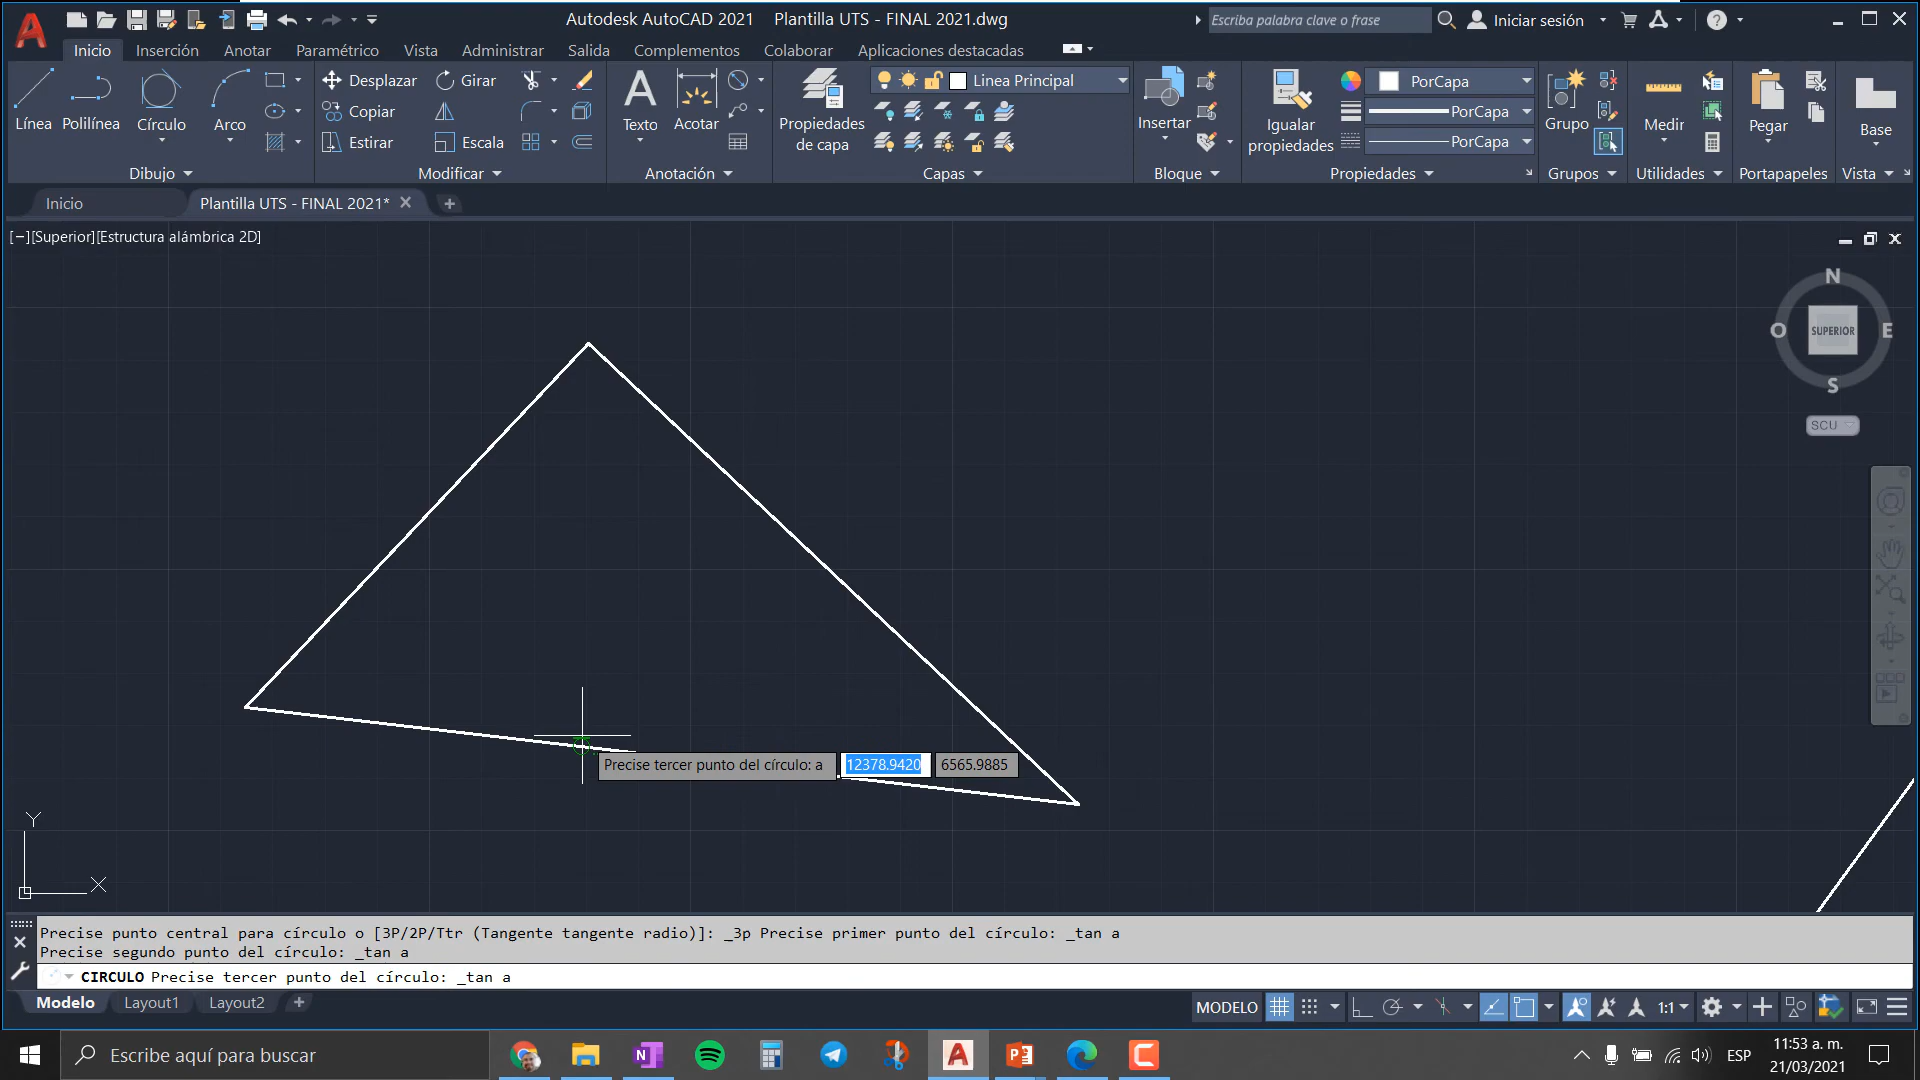 Autodesk AutoCAD 2021 Plantilla UTS - FINAL 2021.dwg
Escriba palabra clave o frase
Iniciar sesión
Inicio Inserción Anotar Paramétrico Vista Administrar Salida Complementos Colaborar Aplicaciones destacadas
Línea Polilínea Círculo Arco
Desplazar Girar
Copiar
Estirar Escala
Texto Acotar
Propiedades de capa
Linea Principal
Insertar
Igualar propiedades
PorCapa
PorCapa
PorCapa
Grupo
Medir
Pegar
Base
Dibujo Modificar Anotación Capas Bloque Propiedades Grupos Utilidades Portapapeles Vista
Inicio Plantilla UTS - FINAL 2021*
[−][Superior][Estructura alámbrica 2D]
N
O SUPERIOR E
S
SCU
Precise tercer punto del círculo: a 12378.9420 6565.9885
Y
X
Precise punto central para círculo o [3P/2P/Ttr (Tangente tangente radio)]: _3p Precise primer punto del círculo: _tan a
Precise segundo punto del círculo: _tan a
CIRCULO Precise tercer punto del círculo: _tan a
Modelo Layout1 Layout2
MODELO 1:1
Escribe aquí para buscar
ESP
11:53 a. m.
21/03/2021